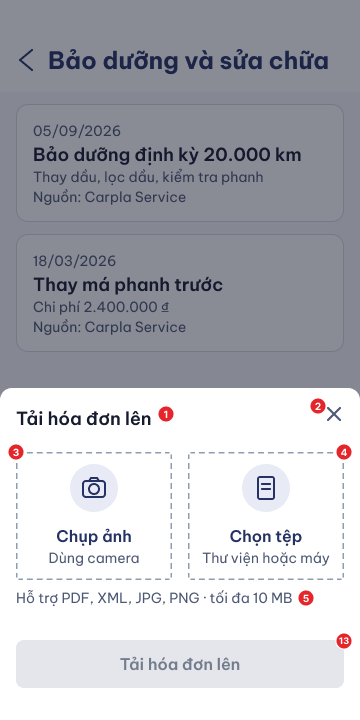 Bảo dưỡng và sửa chữa
05/09/2026
Bảo dưỡng định kỳ 20.000 km
Thay dầu, lọc dầu, kiểm tra phanh
Nguồn: Carpla Service
18/03/2026
Thay má phanh trước
Chi phí 2.400.000 ₫
Nguồn: Carpla Service
Tải hóa đơn lên 1
2
3
4
Chụp ảnh
Dùng camera
Chọn tệp
Thư viện hoặc máy
Hỗ trợ PDF, XML, JPG, PNG · tối đa 10 MB 5
13
Tải hóa đơn lên